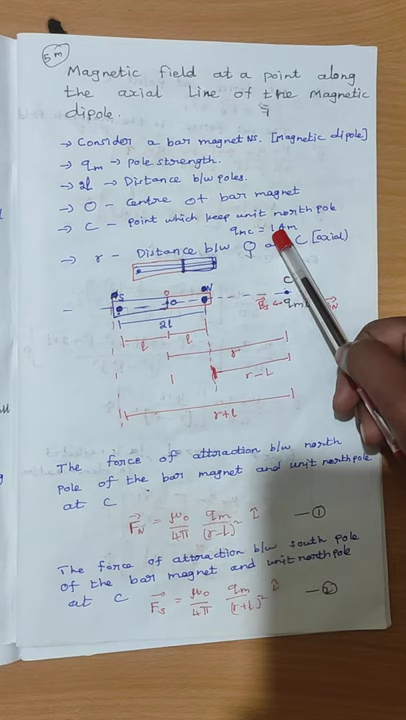 5m
Magnetic field at a point along
the axial Line of the Magnetic
dipole.
→ Consider a bar magnet NS. [Magnetic dipole]
→ qm → Pole strength.
→ 2l → Distance b/w poles.
→ O - Centre of bar magnet
→ C - Point which keep unit north pole
qmc = 1 Am
→ r - Distance b/w O C [axial]
S O N C
2l
l l r
r-l
r+l
The force of attraction b/w north
pole of the bar magnet and unit north pole
at C
F⃗N = μ0/4π qm/(r-l)² î — ①
The force of attraction b/w south pole
of the bar magnet and unit north pole
at C F⃗s = μ0/4π qm/(r+l)² î — ②